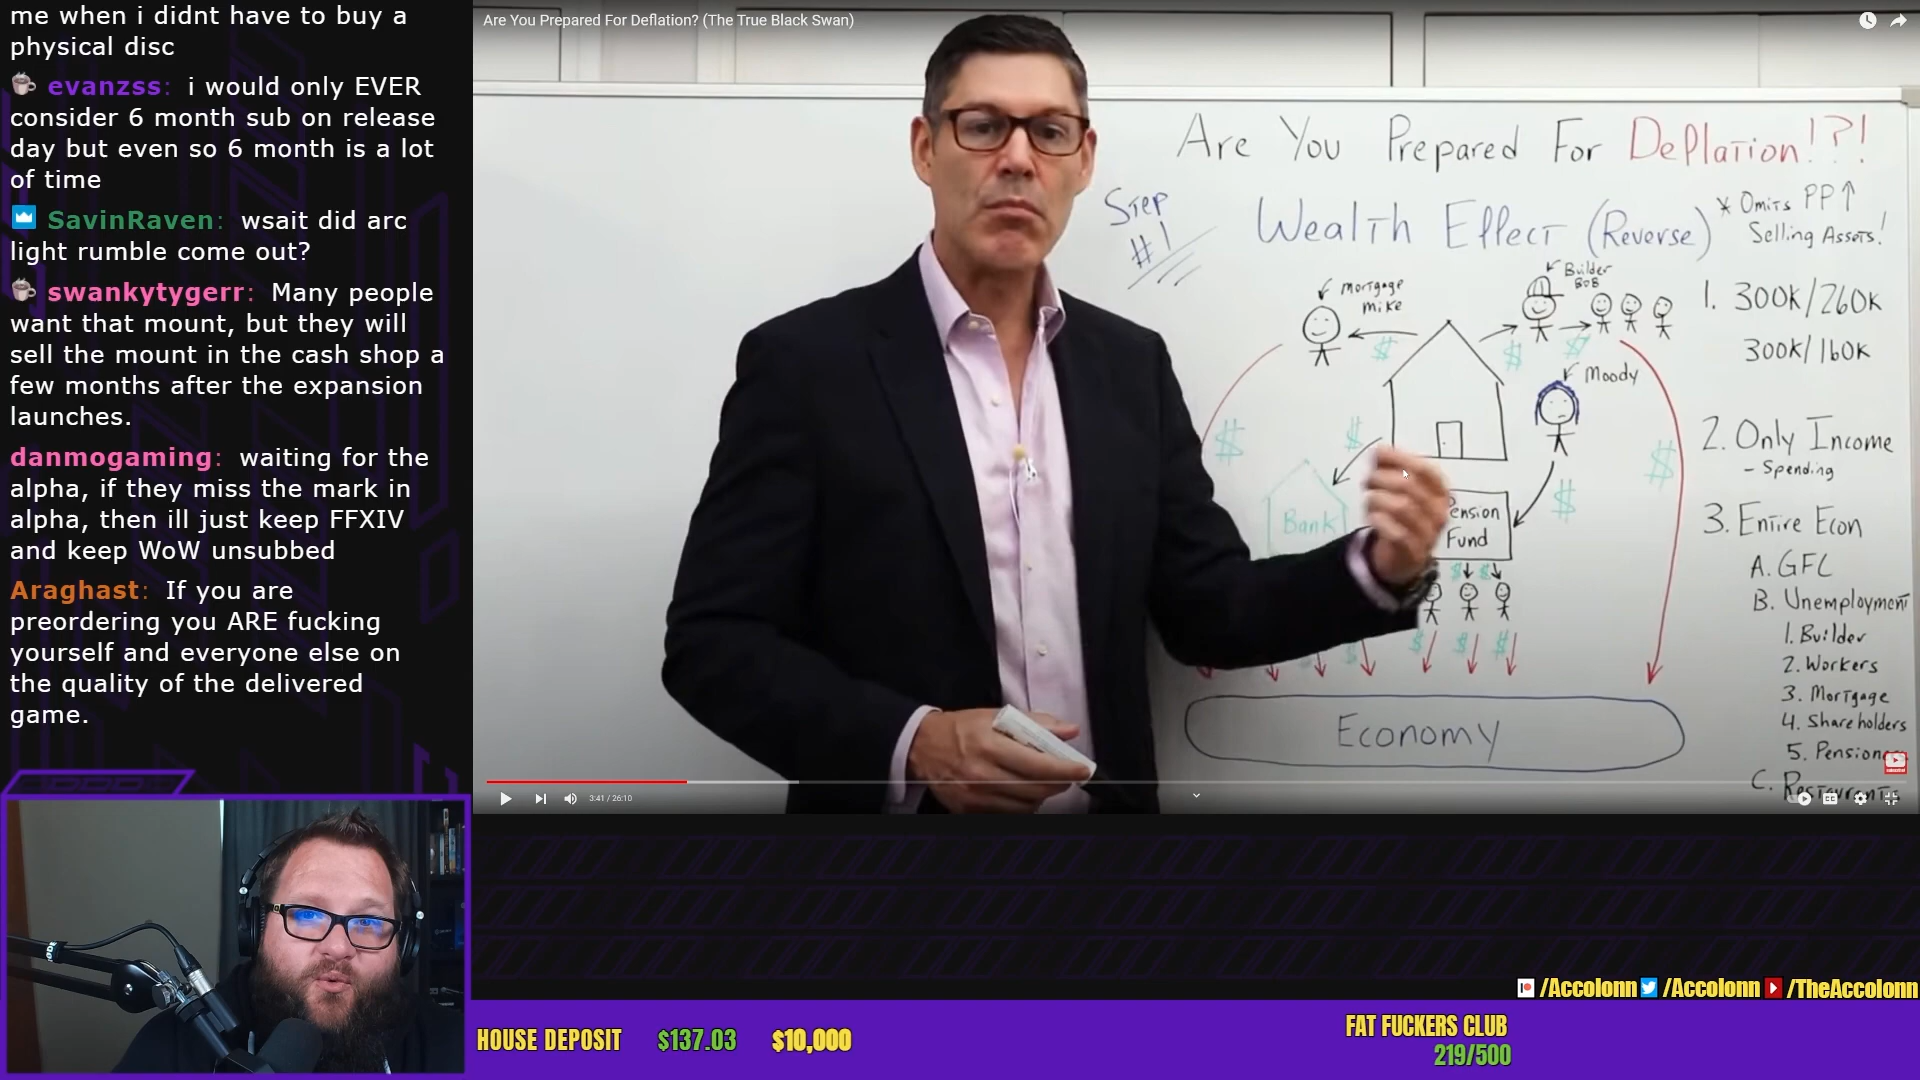 me when i didnt have to buy a
physical disc
evanzss: i would only EVER
consider 6 month sub on release
day but even so 6 month is a lot
of time
SavinRaven: wsait did arc
light rumble come out?
swankytygerr: Many people
want that mount, but they will
sell the mount in the cash shop a
few months after the expansion
launches.
danmogaming: waiting for the
alpha, if they miss the mark in
alpha, then ill just keep FFXIV
and keep WoW unsubbed
Araghast: If you are
preordering you ARE fucking
yourself and everyone else on
the quality of the delivered
game.
Are You Prepared For Deflation? (The True Black Swan)
Are You Prepared For Deflation!?!
Step
#1
Wealth Effect (Reverse)
* Omits PP↑
Selling Assets!
Mortgage
Mike
Builder
Bob
Moody
$
$
$
$
$
$
$
Bank
Pension
Fund
$ $
$ $ $
Economy
1. 300K/260K
300K/160K
2. Only Income
- Spending
3. Entire Econ
A. GFC
B. Unemployment
1. Builder
2. Workers
3. Mortgage
4. Shareholders
5. Pension
C. Restaurants
3:41 / 26:10
/Accolonn /Accolonn /TheAccolonn
HOUSE DEPOSIT $137.03 $10,000
FAT FUCKERS CLUB
219/500